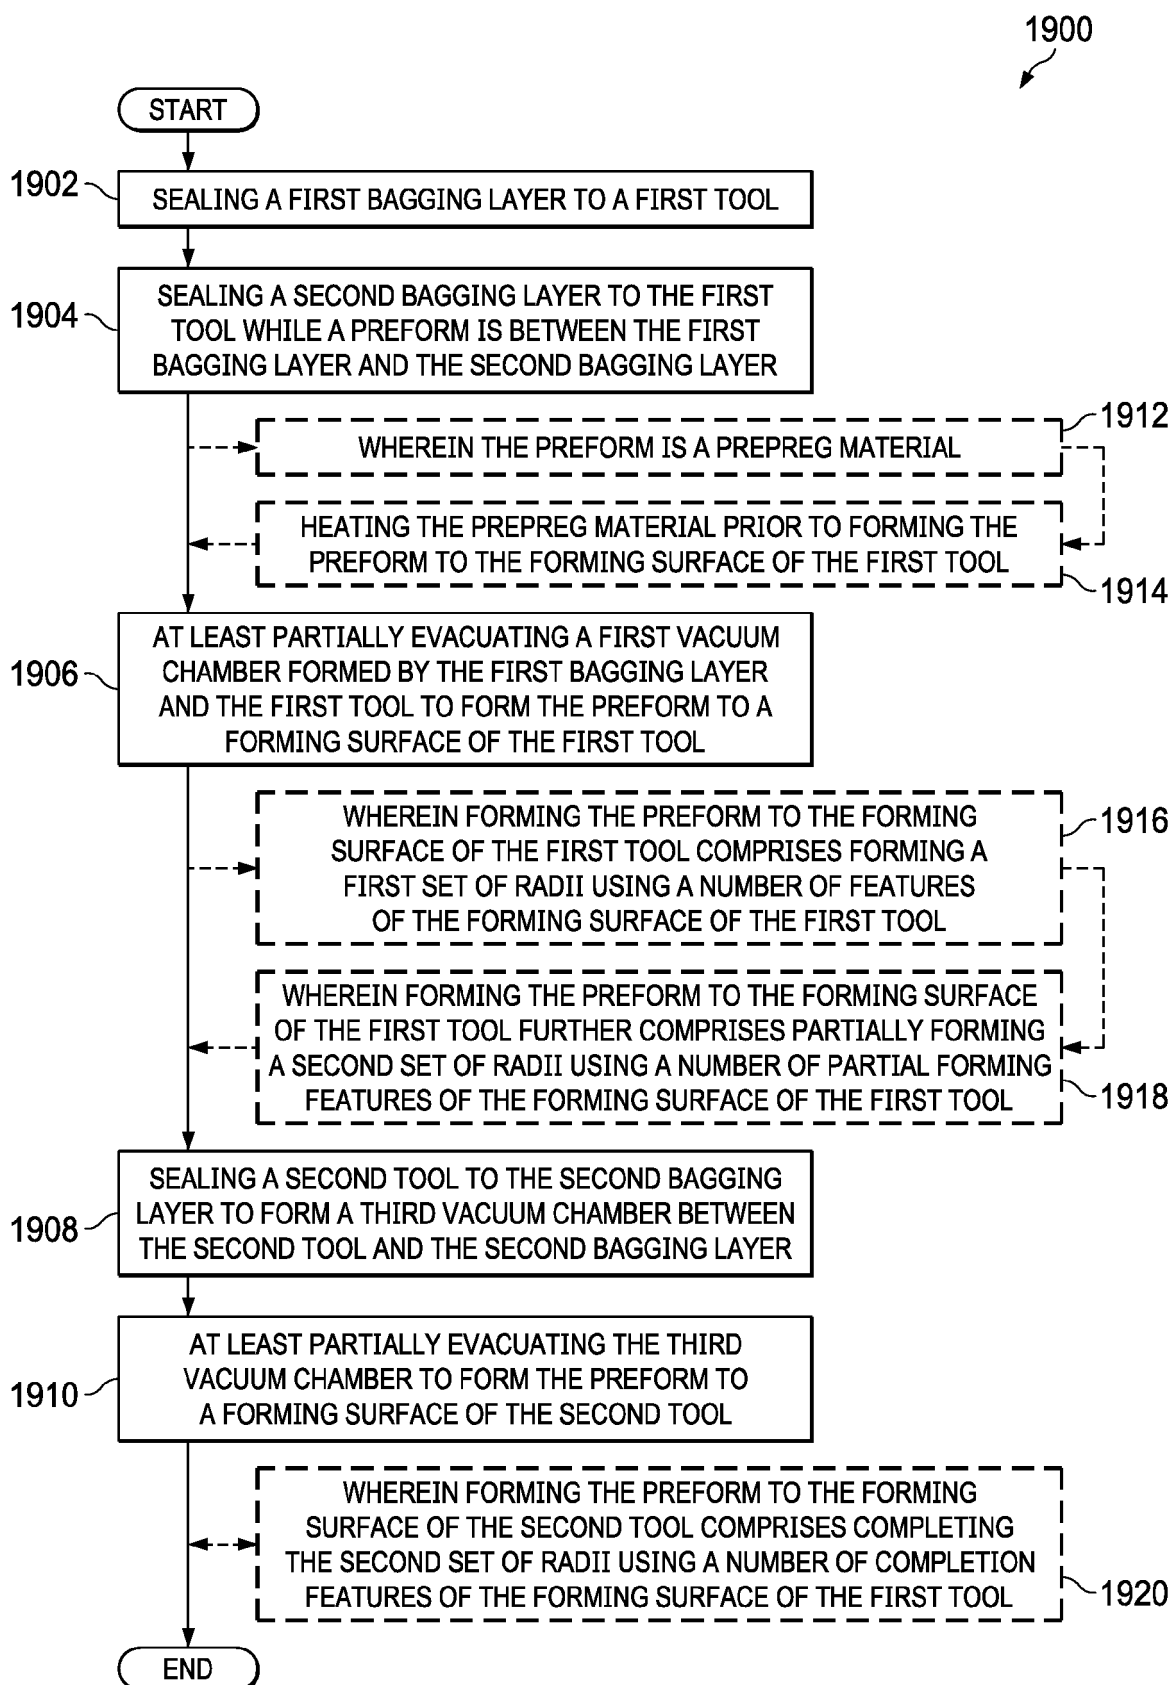 1900
START
1902
SEALING A FIRST BAGGING LAYER TO A FIRST TOOL
1904
SEALING A SECOND BAGGING LAYER TO THE FIRST
TOOL WHILE A PREFORM IS BETWEEN THE FIRST
BAGGING LAYER AND THE SECOND BAGGING LAYER
1912
WHEREIN THE PREFORM IS A PREPREG MATERIAL
HEATING THE PREPREG MATERIAL PRIOR TO FORMING THE
PREFORM TO THE FORMING SURFACE OF THE FIRST TOOL
1914
1906
AT LEAST PARTIALLY EVACUATING A FIRST VACUUM
CHAMBER FORMED BY THE FIRST BAGGING LAYER
AND THE FIRST TOOL TO FORM THE PREFORM TO A
FORMING SURFACE OF THE FIRST TOOL
1916
WHEREIN FORMING THE PREFORM TO THE FORMING
SURFACE OF THE FIRST TOOL COMPRISES FORMING A
FIRST SET OF RADII USING A NUMBER OF FEATURES
OF THE FORMING SURFACE OF THE FIRST TOOL
WHEREIN FORMING THE PREFORM TO THE FORMING SURFACE
OF THE FIRST TOOL FURTHER COMPRISES PARTIALLY FORMING
A SECOND SET OF RADII USING A NUMBER OF PARTIAL FORMING
FEATURES OF THE FORMING SURFACE OF THE FIRST TOOL
1918
1908
SEALING A SECOND TOOL TO THE SECOND BAGGING
LAYER TO FORM A THIRD VACUUM CHAMBER BETWEEN
THE SECOND TOOL AND THE SECOND BAGGING LAYER
1910
AT LEAST PARTIALLY EVACUATING THE THIRD
VACUUM CHAMBER TO FORM THE PREFORM TO
A FORMING SURFACE OF THE SECOND TOOL
WHEREIN FORMING THE PREFORM TO THE FORMING
SURFACE OF THE SECOND TOOL COMPRISES COMPLETING
THE SECOND SET OF RADII USING A NUMBER OF COMPLETION
FEATURES OF THE FORMING SURFACE OF THE FIRST TOOL
1920
END